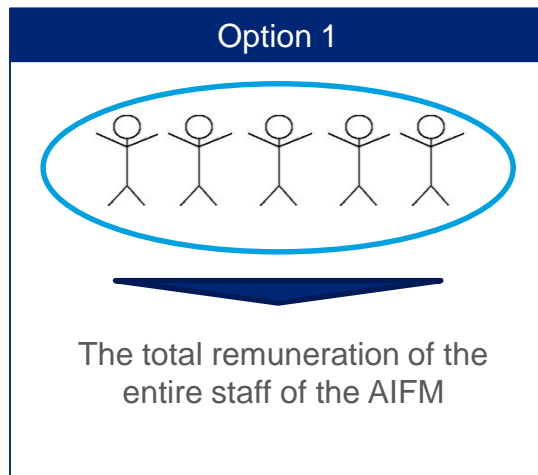 Option 1
The total remuneration of the
entire staff of the AIFM